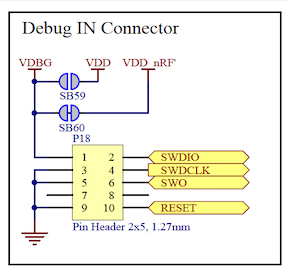 Debug IN Connector
VDBG VDD VDD_nRF'
SB59
SB60
P18
1 2 SWDIO
3 4 SWDCLK
5 6 SWO
7 8
9 10 RESET
Pin Header 2x5, 1.27mm